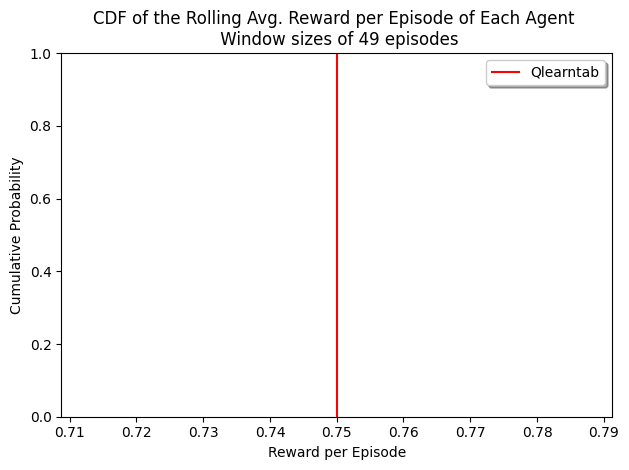 CDF of the Rolling Avg. Reward per Episode of Each Agent
Window sizes of 49 episodes
Qlearntab
Cumulative Probability
1.0
0.8
0.6
0.4
0.2
0.0
0.71 0.72 0.73 0.74 0.75 0.76 0.77 0.78 0.79
Reward per Episode